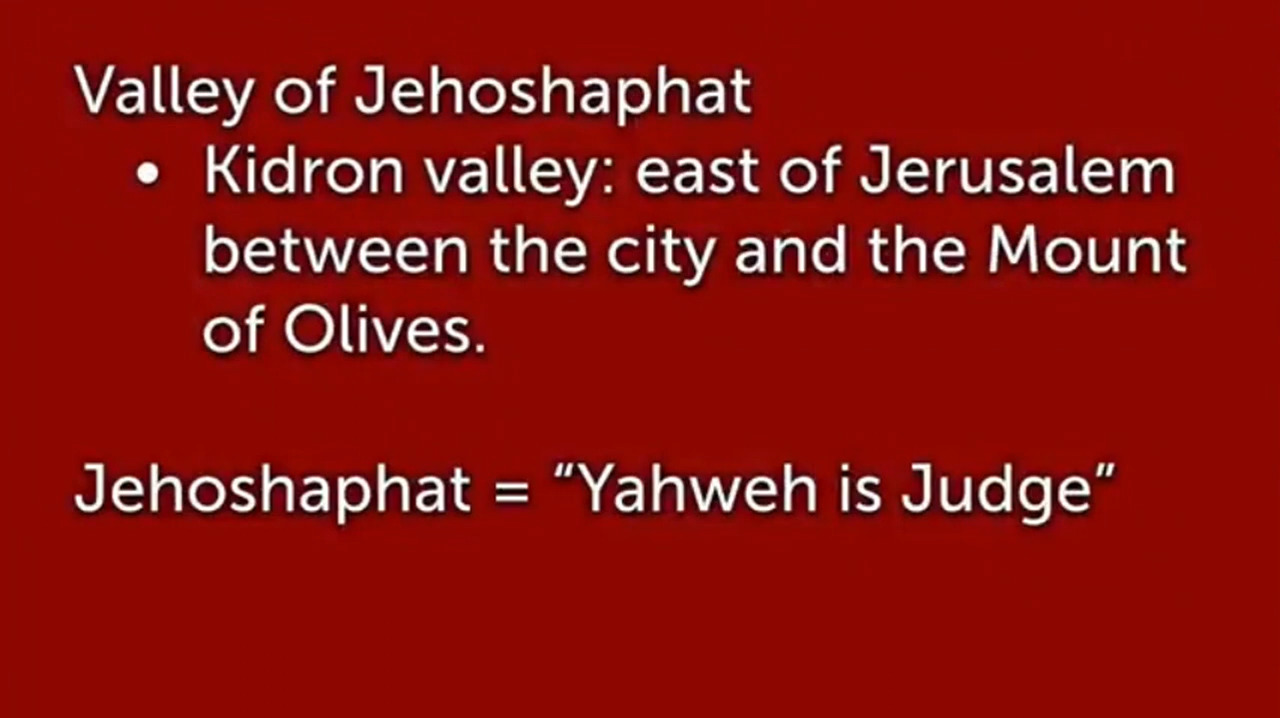 Valley of Jehoshaphat
• Kidron valley: east of Jerusalem
between the city and the Mount
of Olives.
Jehoshaphat = “Yahweh is Judge”